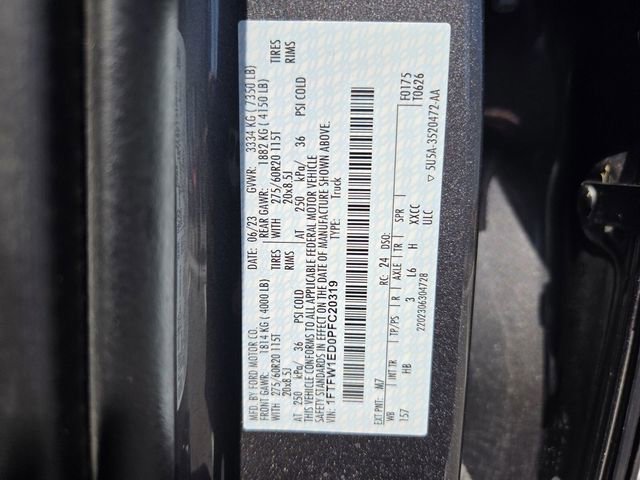 MFD. BY FORD MOTOR CO.
DATE: 06/23 GVWR: 3334 KG ( 7350 LB)
FRONT GAWR: 1814 KG ( 4000 LB) REAR GAWR: 1882 KG ( 4150 LB)
WITH 275/60R20 115T TIRES WITH 275/60R20 115T TIRES
20x8.5J RIMS 20x8.5J RIMS
AT 250 kPa/ 36 PSI COLD AT 250 kPa/ 36 PSI COLD
THIS VEHICLE CONFORMS TO ALL APPLICABLE FEDERAL MOTOR VEHICLE
SAFETY STANDARDS IN EFFECT ON THE DATE OF MANUFACTURE SHOWN ABOVE.
VIN: 1FTFW1ED0PFC20319 TYPE: Truck
F0175
T0626
EXT PNT: M7 RC: 24 DSO:
WB INT TR TP/PS R AXLE TR SPR
157 HB 3 L6 H XXCC
ULC
2202306304728
▽ 5U5A-3520472-AA